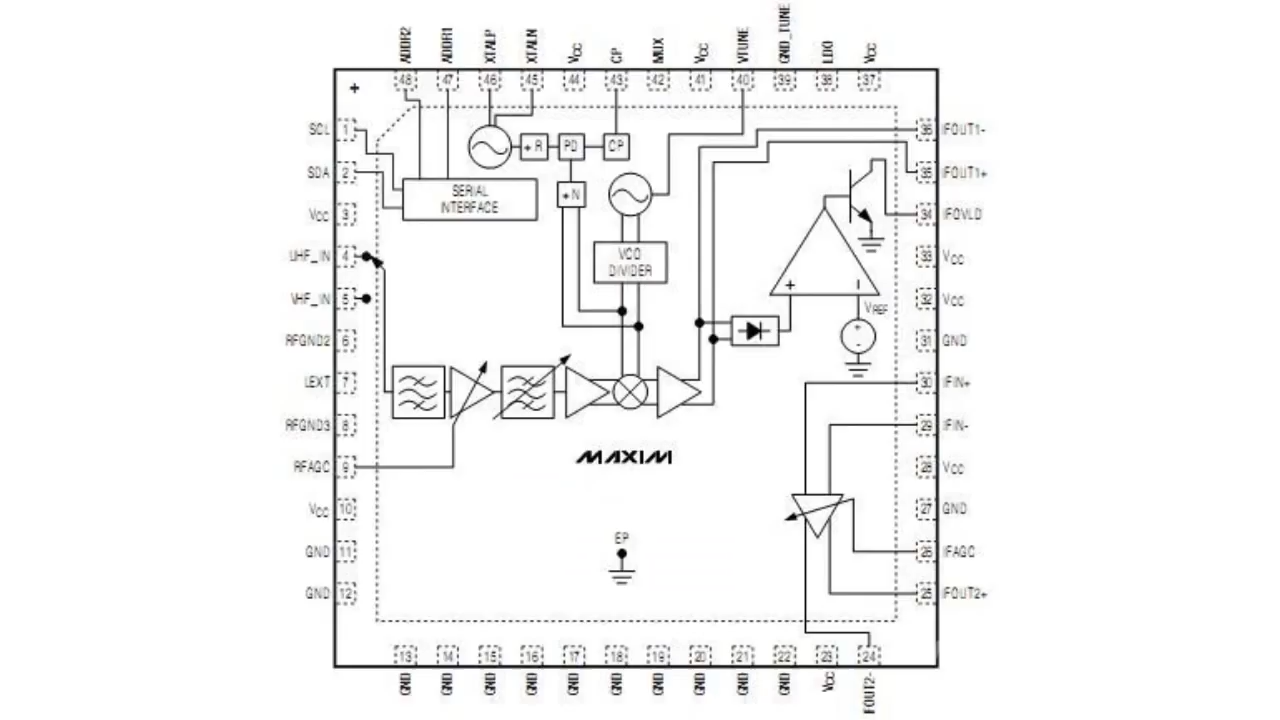 ADDR2
ADDR1
XTALP
XTALN
VCC
CP
MUX
VCC
VTUNE
GND_TUNE
LDO
VCC
48
47
46
45
44
43
42
41
40
39
38
37
+
SCL 1
SDA 2
VCC 3
UHF_IN 4
VHF_IN 5
RFGND2 6
LEXT 7
RFGND3 8
RFAGC 9
VCC 10
GND 11
GND 12
÷R
PD
CP
÷N
SERIAL
INTERFACE
VCO
DIVIDER
+
VREF
+
-
MAXIM
EP
36 IFOUT1-
35 IFOUT1+
34 IFOVLD
33 VCC
32 VCC
31 GND
30 IFIN+
29 IFIN-
28 VCC
27 GND
26 IFAGC
25 IFOUT2+
13
14
15
16
17
18
19
20
21
22
23
24
GND
GND
GND
GND
GND
GND
GND
GND
GND
GND
VCC
IFOUT2-